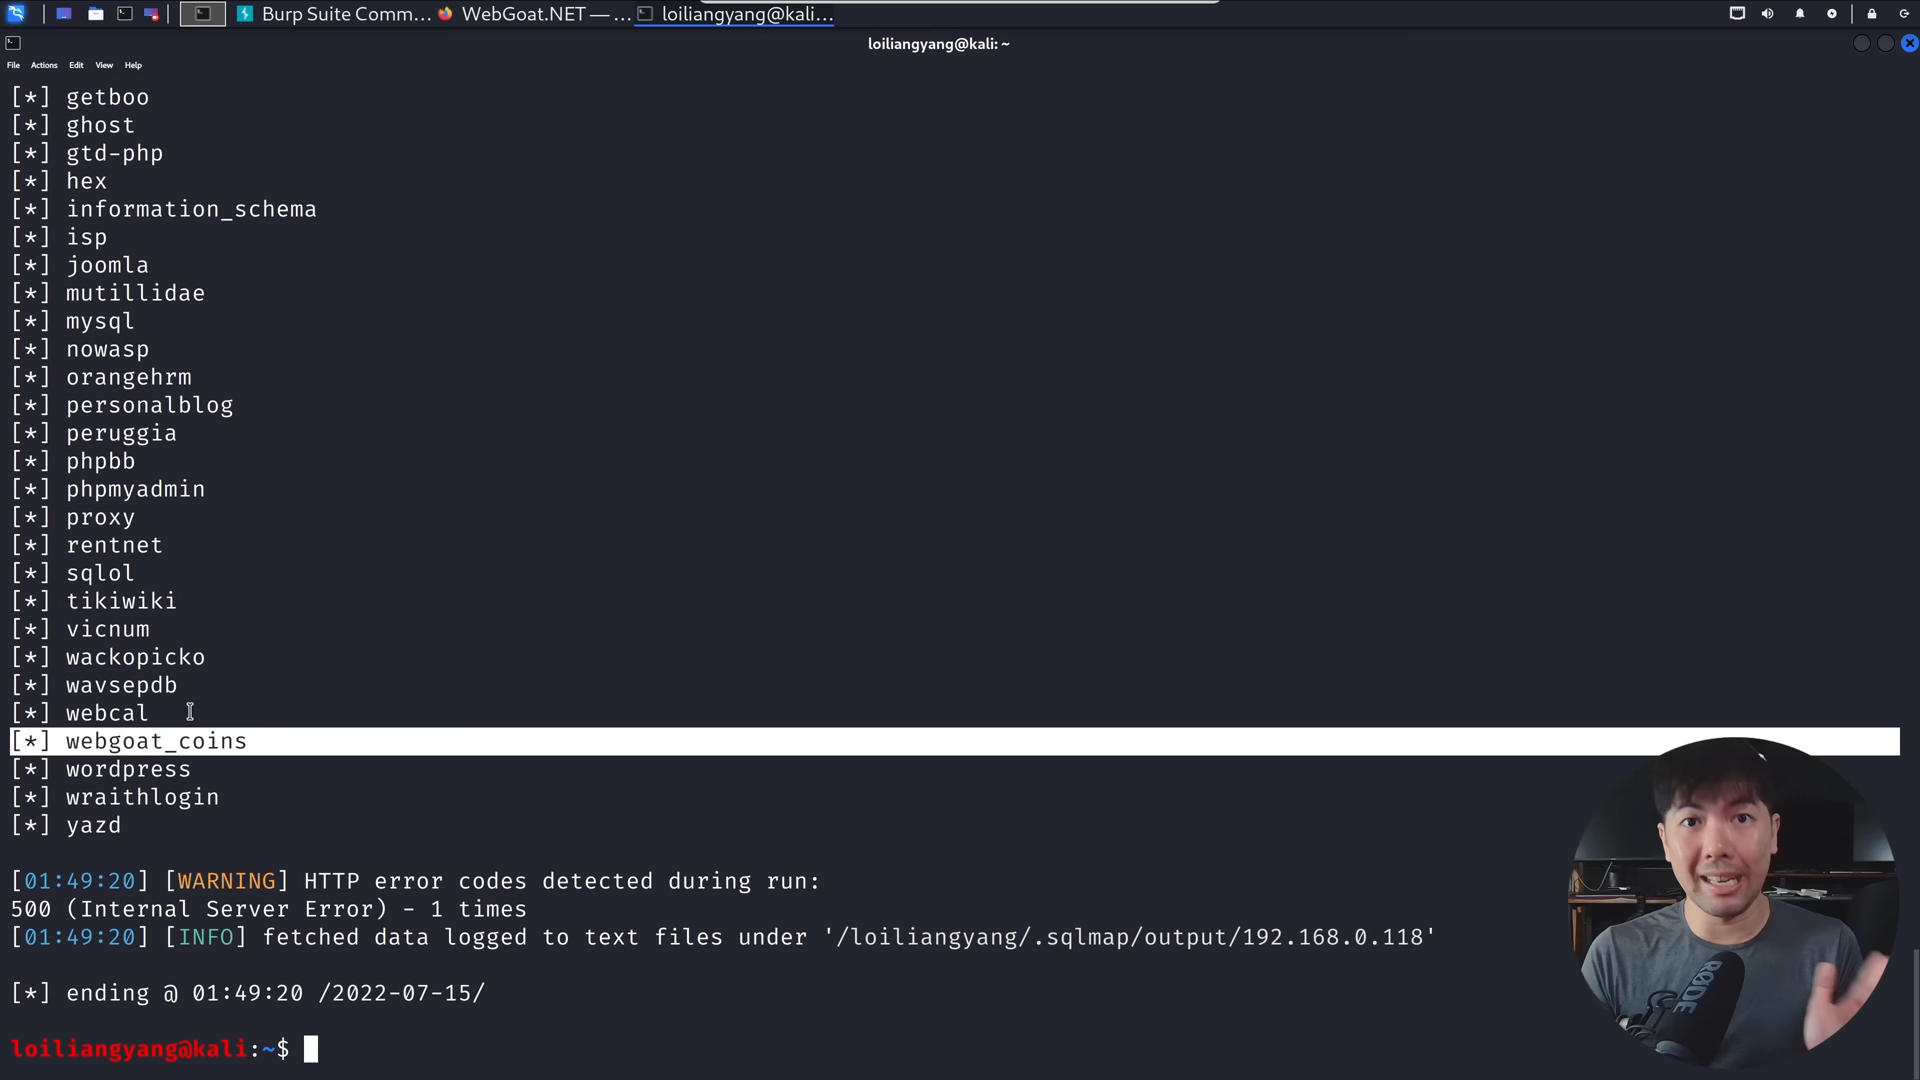 Burp Suite Comm...
WebGoat.NET — ...
loiliangyang@kali...
loiliangyang@kali: ~
File Actions Edit View Help
[*] getboo
[*] ghost
[*] gtd-php
[*] hex
[*] information_schema
[*] isp
[*] joomla
[*] mutillidae
[*] mysql
[*] nowasp
[*] orangehrm
[*] personalblog
[*] peruggia
[*] phpbb
[*] phpmyadmin
[*] proxy
[*] rentnet
[*] sqlol
[*] tikiwiki
[*] vicnum
[*] wackopicko
[*] wavsepdb
[*] webcal
[*] webgoat_coins
[*] wordpress
[*] wraithlogin
[*] yazd
[01:49:20] [WARNING] HTTP error codes detected during run:
500 (Internal Server Error) - 1 times
[01:49:20] [INFO] fetched data logged to text files under '/loiliangyang/.sqlmap/output/192.168.0.118'
[*] ending @ 01:49:20 /2022-07-15/
loiliangyang@kali:~$
RØDE